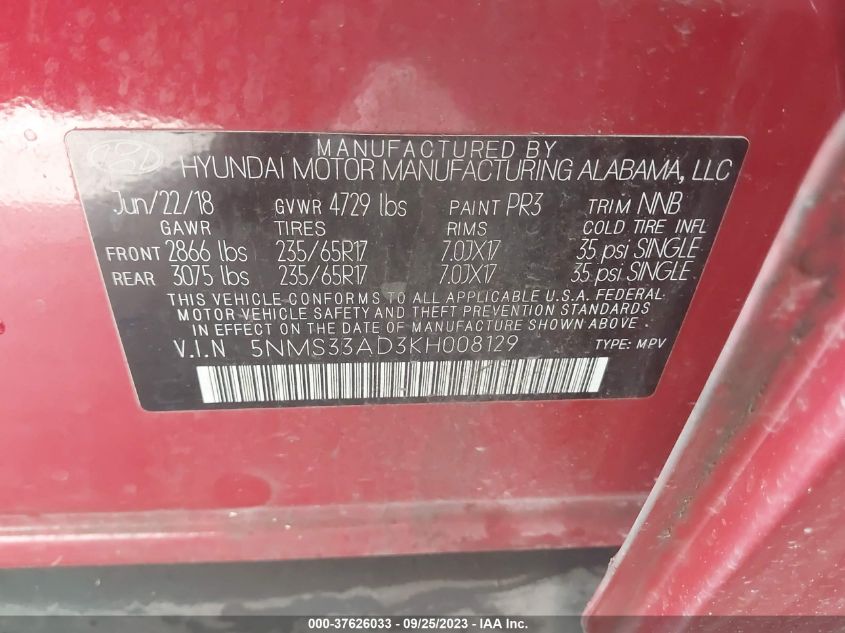 MANUFACTURED BY
HYUNDAI MOTOR MANUFACTURING ALABAMA, LLC
Jun/22/18 GVWR 4729 lbs PAINT PR3 TRIM NNB
GAWR TIRES RIMS COLD TIRE INFL
FRONT 2866 lbs 235/65R17 7.0JX17 35 psi SINGLE
REAR 3075 lbs 235/65R17 7.0JX17 35 psi SINGLE
THIS VEHICLE CONFORMS TO ALL APPLICABLE U.S.A. FEDERAL
MOTOR VEHICLE SAFETY AND THEFT PREVENTION STANDARDS
IN EFFECT ON THE DATE OF MANUFACTURE SHOWN ABOVE.
V.I.N 5NMS33AD3KH008129 TYPE: MPV
000-37626033 - 09/25/2023 - IAAI.com